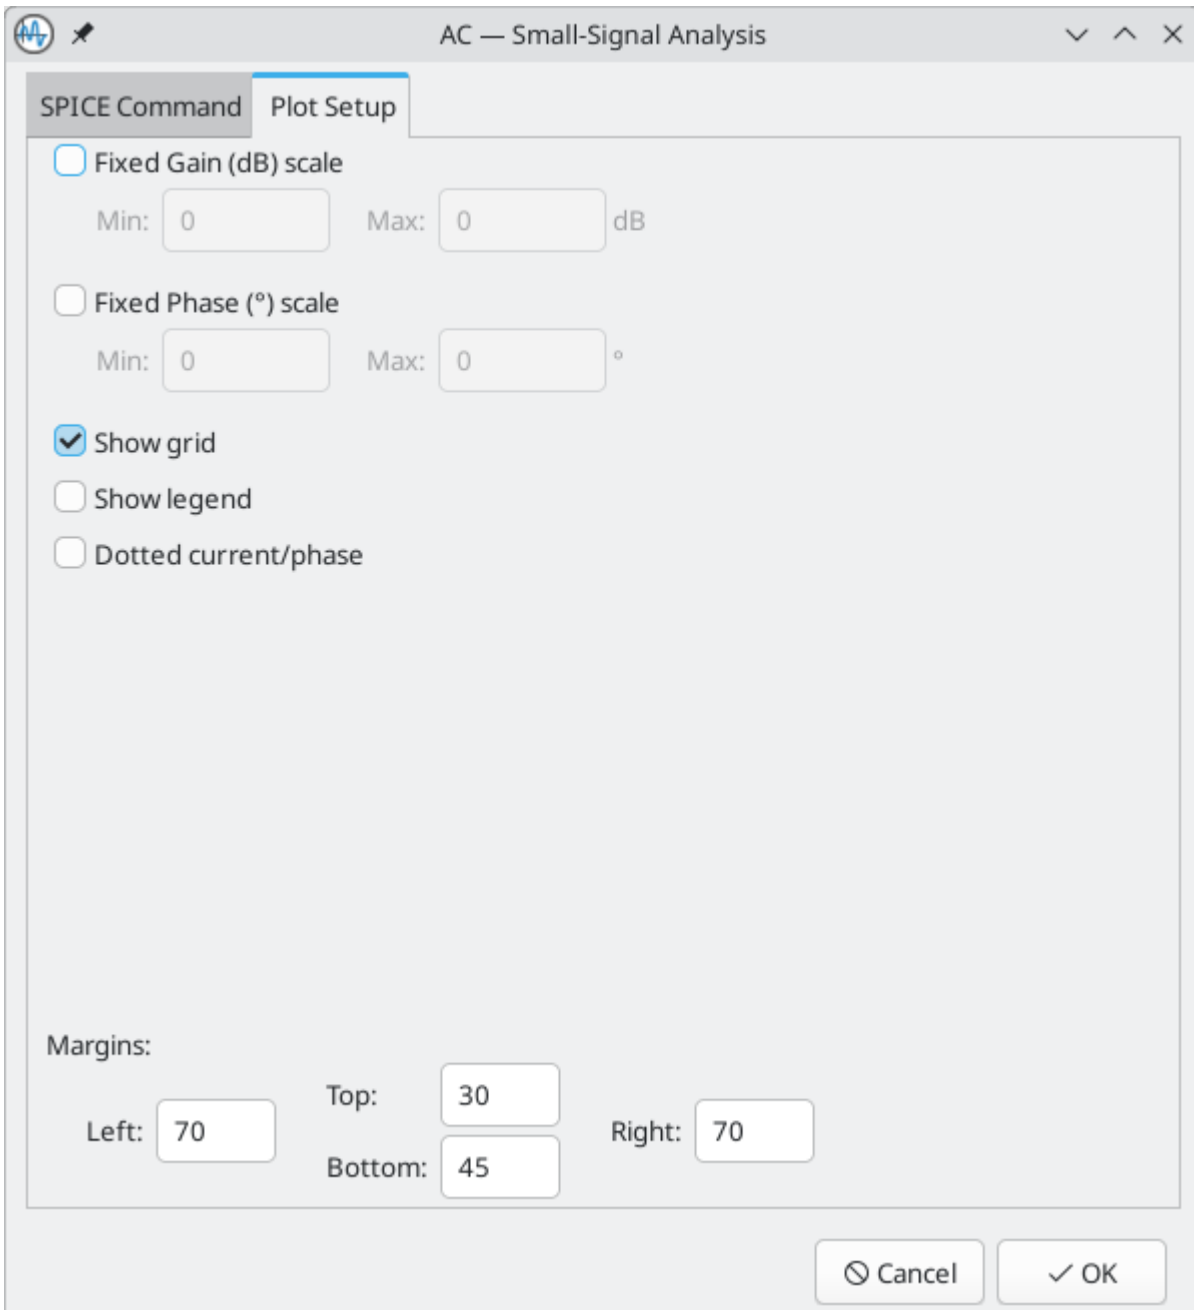 AC — Small-Signal Analysis
SPICE Command Plot Setup
Fixed Gain (dB) scale
Min: 0 Max: 0 dB
Fixed Phase (°) scale
Min: 0 Max: 0 °
Show grid
Show legend
Dotted current/phase
Margins:
Top: 30
Left: 70 Right: 70
Bottom: 45
Cancel OK